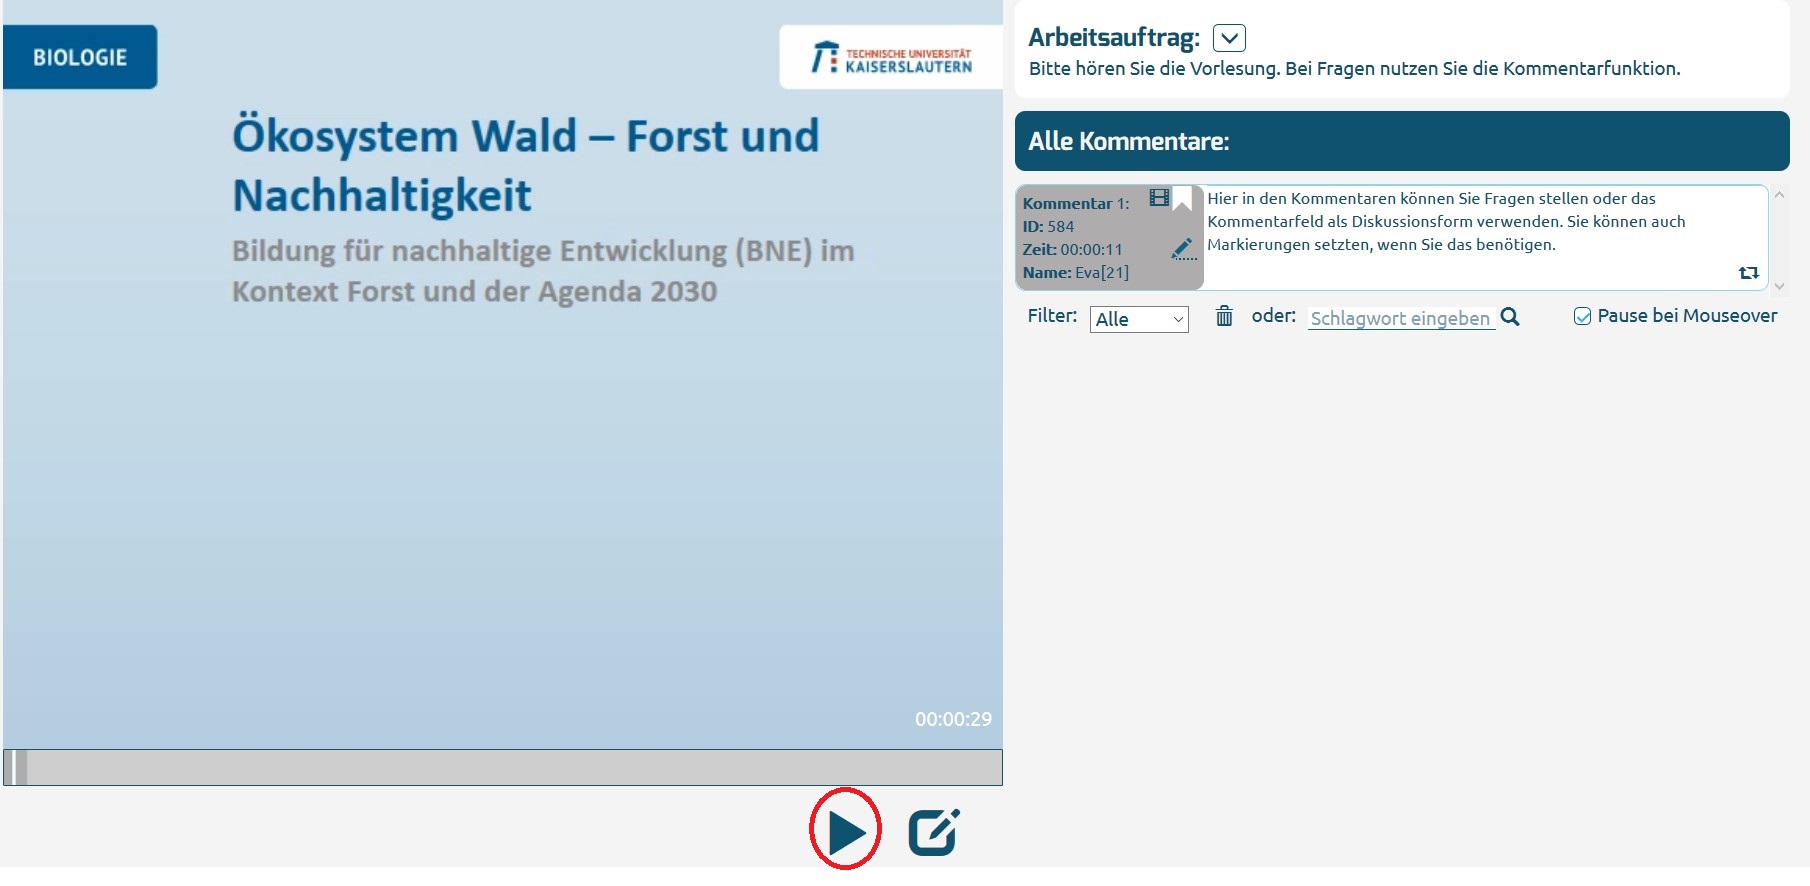 BIOLOGIE
TECHNISCHE UNIVERSITÄT
KAISERSLAUTERN
Ökosystem Wald – Forst und
Nachhaltigkeit
Bildung für nachhaltige Entwicklung (BNE) im
Kontext Forst und der Agenda 2030
00:00:29
Arbeitsauftrag:
Bitte hören Sie die Vorlesung. Bei Fragen nutzen Sie die Kommentarfunktion.
Alle Kommentare:
Kommentar 1:
ID: 584
Zeit: 00:00:11
Name: Eva[21]
Hier in den Kommentaren können Sie Fragen stellen oder das
Kommentarfeld als Diskussionsform verwenden. Sie können auch
Markierungen setzten, wenn Sie das benötigen.
Filter: Alle oder: Schlagwort eingeben Pause bei Mouseover